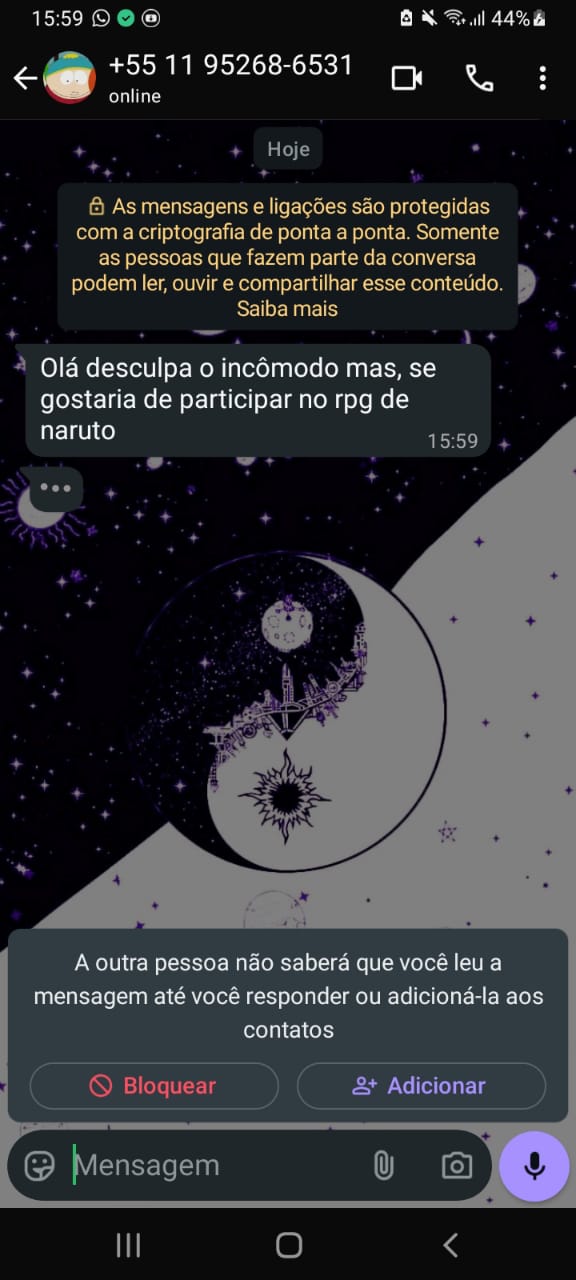 15:59
44%
+55 11 95268-6531
online
Hoje
As mensagens e ligações são protegidas
com a criptografia de ponta a ponta. Somente
as pessoas que fazem parte da conversa
podem ler, ouvir e compartilhar esse conteúdo.
Saiba mais
Olá desculpa o incômodo mas, se
gostaria de participar no rpg de
naruto
15:59
A outra pessoa não saberá que você leu a
mensagem até você responder ou adicioná-la aos
contatos
Bloquear
Adicionar
Mensagem